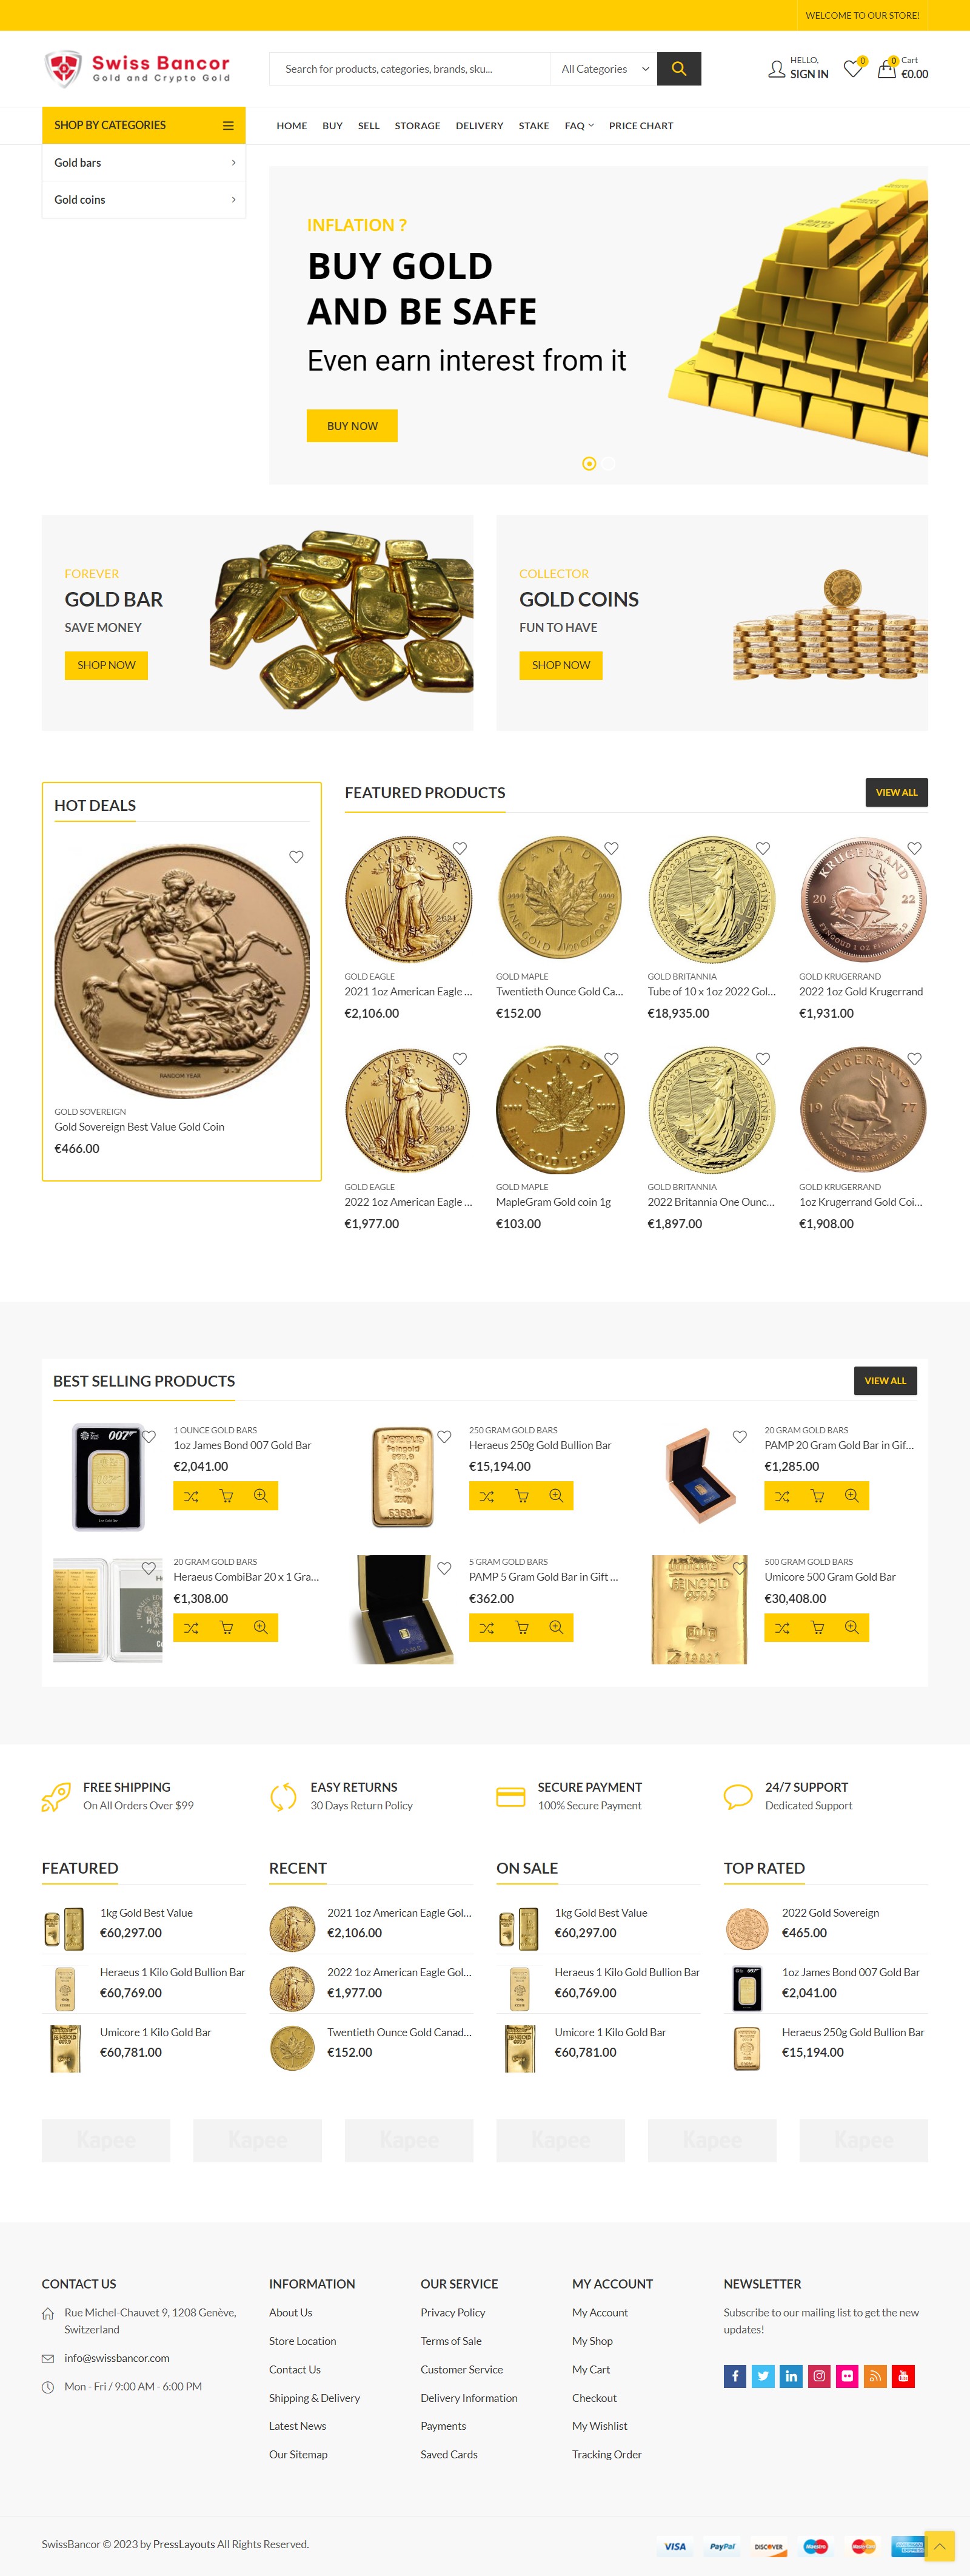 WELCOME TO OUR STORE!
Swiss Bancor
Gold and Crypto Gold
Search for products, categories, brands, sku...
All Categories
HELLO,
SIGN IN
0
0
Cart
€0.00
SHOP BY CATEGORIES
HOME
BUY
SELL
STORAGE
DELIVERY
STAKE
FAQ
PRICE CHART
Gold bars
Gold coins
INFLATION ?
BUY GOLD
AND BE SAFE
Even earn interest from it
BUY NOW
FOREVER
GOLD BAR
SAVE MONEY
SHOP NOW
COLLECTOR
GOLD COINS
FUN TO HAVE
SHOP NOW
HOT DEALS
RANDOM YEAR
GOLD SOVEREIGN
Gold Sovereign Best Value Gold Coin
€466.00
FEATURED PRODUCTS
VIEW ALL
GOLD EAGLE
2021 1oz American Eagle ...
€2,106.00
GOLD MAPLE
Twentieth Ounce Gold Ca...
€152.00
GOLD BRITANNIA
Tube of 10 x 1oz 2022 Gol...
€18,935.00
GOLD KRUGERRAND
2022 1oz Gold Krugerrand
€1,931.00
GOLD EAGLE
2022 1oz American Eagle ...
€1,977.00
GOLD MAPLE
MapleGram Gold coin 1g
€103.00
GOLD BRITANNIA
2022 Britannia One Ounc...
€1,897.00
GOLD KRUGERRAND
1oz Krugerrand Gold Coi...
€1,908.00
BEST SELLING PRODUCTS
VIEW ALL
007
1 OUNCE GOLD BARS
1oz James Bond 007 Gold Bar
€2,041.00
250 GRAM GOLD BARS
Heraeus 250g Gold Bullion Bar
€15,194.00
20 GRAM GOLD BARS
PAMP 20 Gram Gold Bar in Gif...
€1,285.00
20 GRAM GOLD BARS
Heraeus CombiBar 20 x 1 Gra...
€1,308.00
5 GRAM GOLD BARS
PAMP 5 Gram Gold Bar in Gift ...
€362.00
500 GRAM GOLD BARS
Umicore 500 Gram Gold Bar
€30,408.00
FREE SHIPPING
On All Orders Over $99
EASY RETURNS
30 Days Return Policy
SECURE PAYMENT
100% Secure Payment
24/7 SUPPORT
Dedicated Support
FEATURED
1kg Gold Best Value
€60,297.00
Heraeus 1 Kilo Gold Bullion Bar
€60,769.00
Umicore 1 Kilo Gold Bar
€60,781.00
RECENT
2021 1oz American Eagle Gol...
€2,106.00
2022 1oz American Eagle Gol...
€1,977.00
Twentieth Ounce Gold Canad...
€152.00
ON SALE
1kg Gold Best Value
€60,297.00
Heraeus 1 Kilo Gold Bullion Bar
€60,769.00
Umicore 1 Kilo Gold Bar
€60,781.00
TOP RATED
2022 Gold Sovereign
€465.00
1oz James Bond 007 Gold Bar
€2,041.00
Heraeus 250g Gold Bullion Bar
€15,194.00
Kapee
Kapee
Kapee
Kapee
Kapee
Kapee
CONTACT US
Rue Michel-Chauvet 9, 1208 Genève,
Switzerland
info@swissbancor.com
Mon - Fri / 9:00 AM - 6:00 PM
INFORMATION
About Us
Store Location
Contact Us
Shipping & Delivery
Latest News
Our Sitemap
OUR SERVICE
Privacy Policy
Terms of Sale
Customer Service
Delivery Information
Payments
Saved Cards
MY ACCOUNT
My Account
My Shop
My Cart
Checkout
My Wishlist
Tracking Order
NEWSLETTER
Subscribe to our mailing list to get the new
updates!
SwissBancor © 2023 by PressLayouts All Rights Reserved.
VISA
PayPal
DISCOVER
Maestro
MasterCard